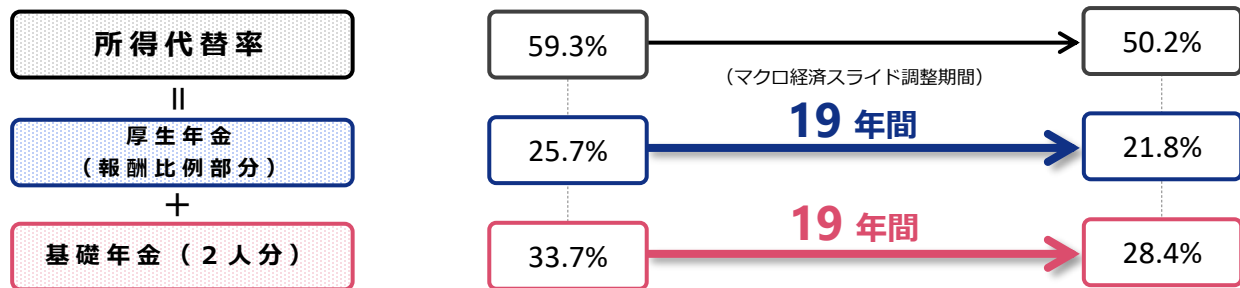 所得代替率
59.3%
50.2%
（マクロ経済スライド調整期間）
||
厚生年金
（報酬比例部分）
25.7%
19 年間
21.8%
＋
基礎年金（２人分）
33.7%
19 年間
28.4%